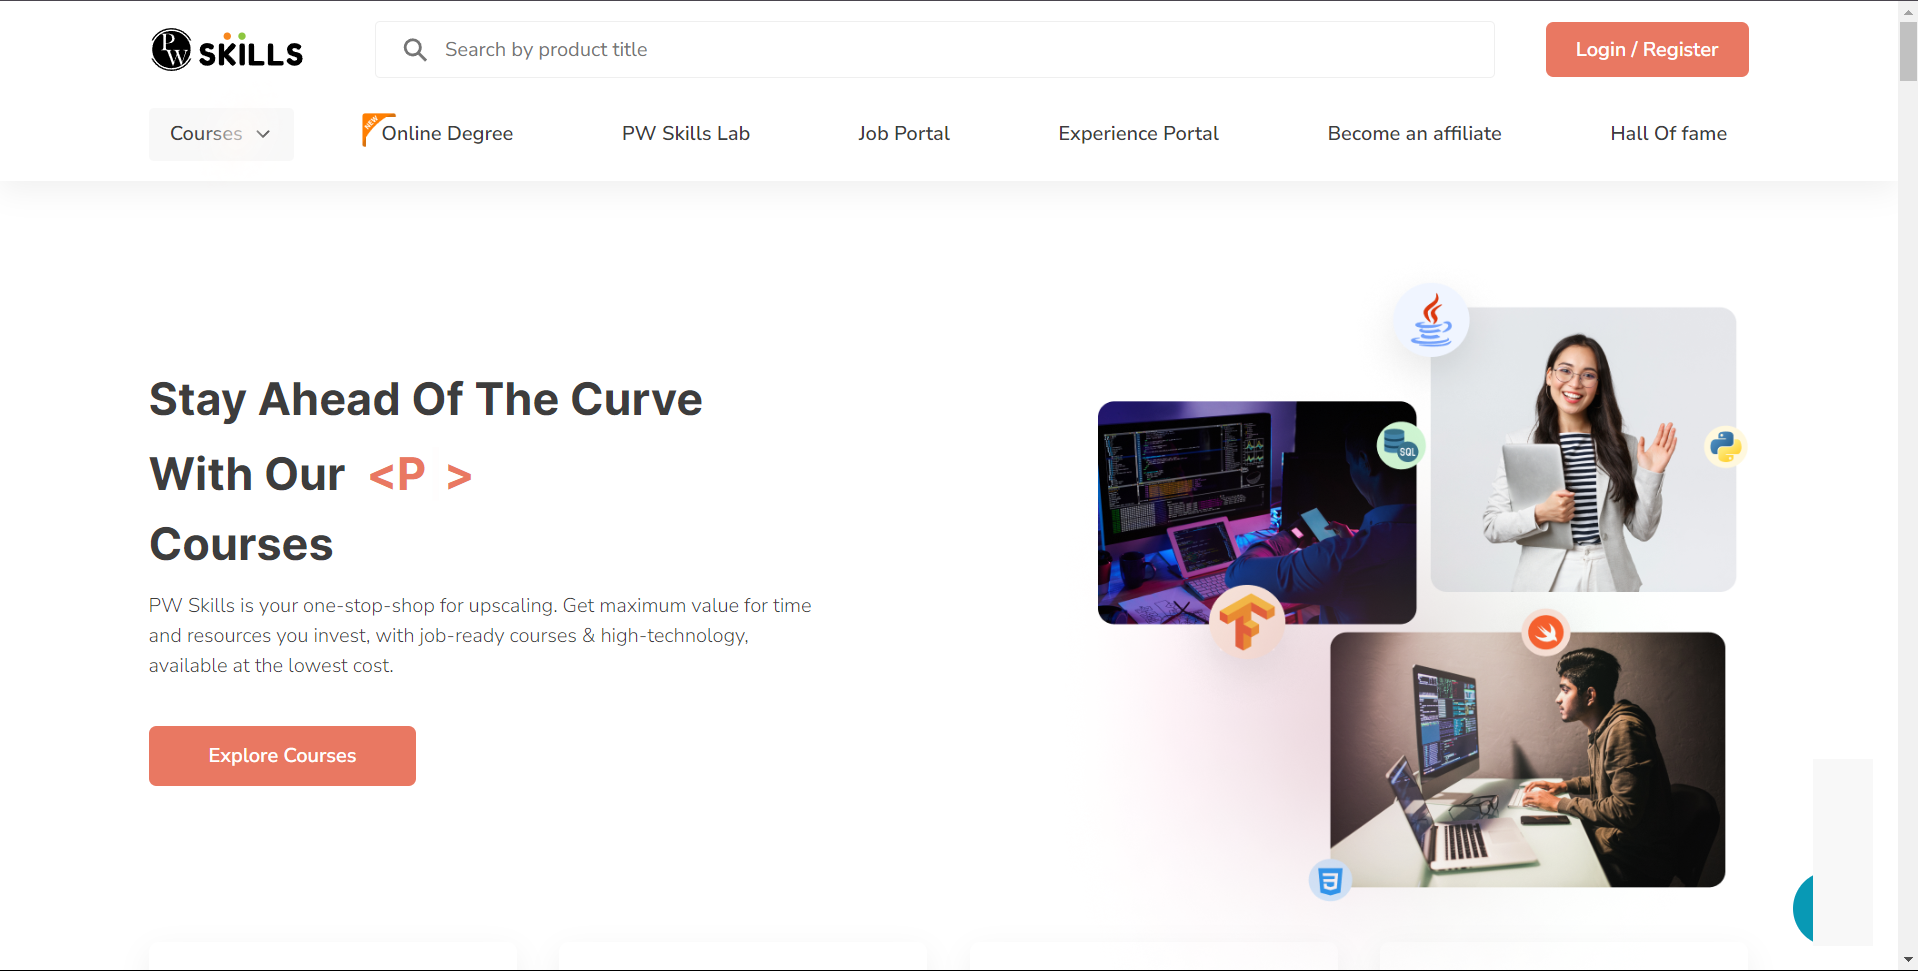 PW SKILLS
Search by product title
Login / Register
Courses
NEW
Online Degree
PW Skills Lab
Job Portal
Experience Portal
Become an affiliate
Hall Of fame
Stay Ahead Of The Curve
With Our <P >
Courses
PW Skills is your one-stop-shop for upscaling. Get maximum value for time
and resources you invest, with job-ready courses & high-technology,
available at the lowest cost.
Explore Courses
SQL